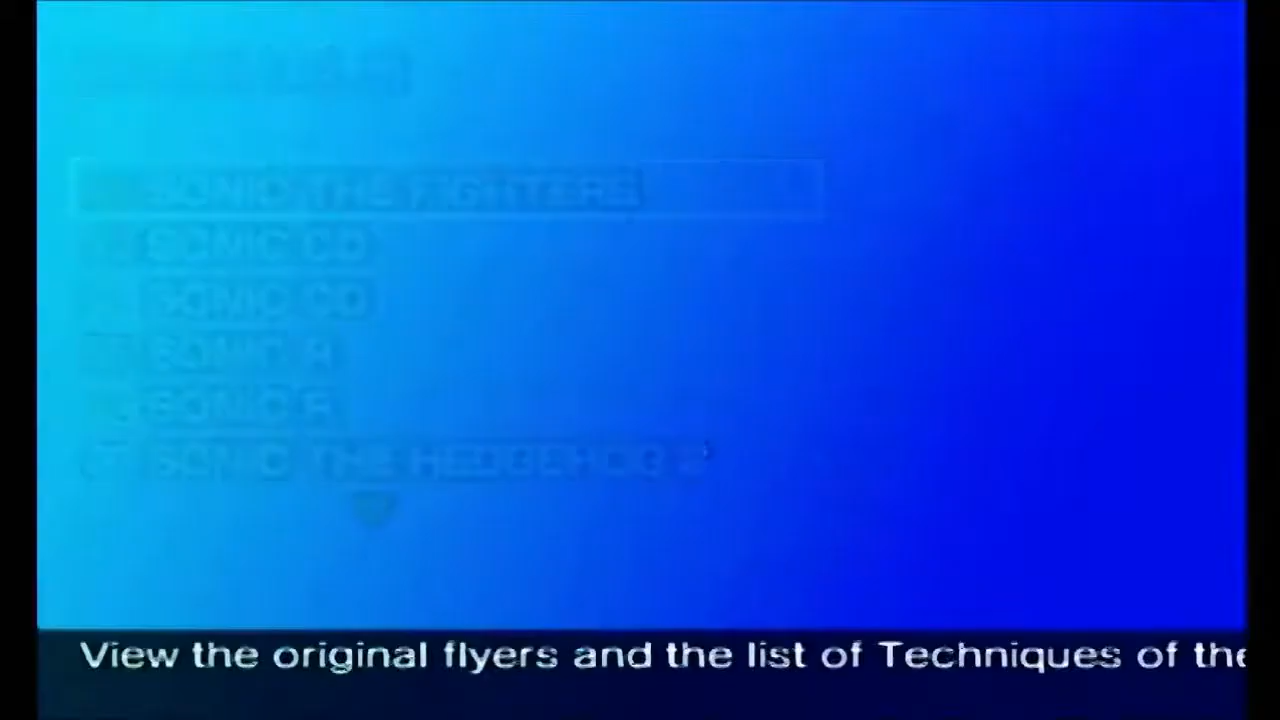 SONIC THE FIGHTERS
SONIC CD
SONIC CD
SONIC R
SONIC R
SONIC THE HEDGEHOG
View the original flyers and the list of Techniques of the